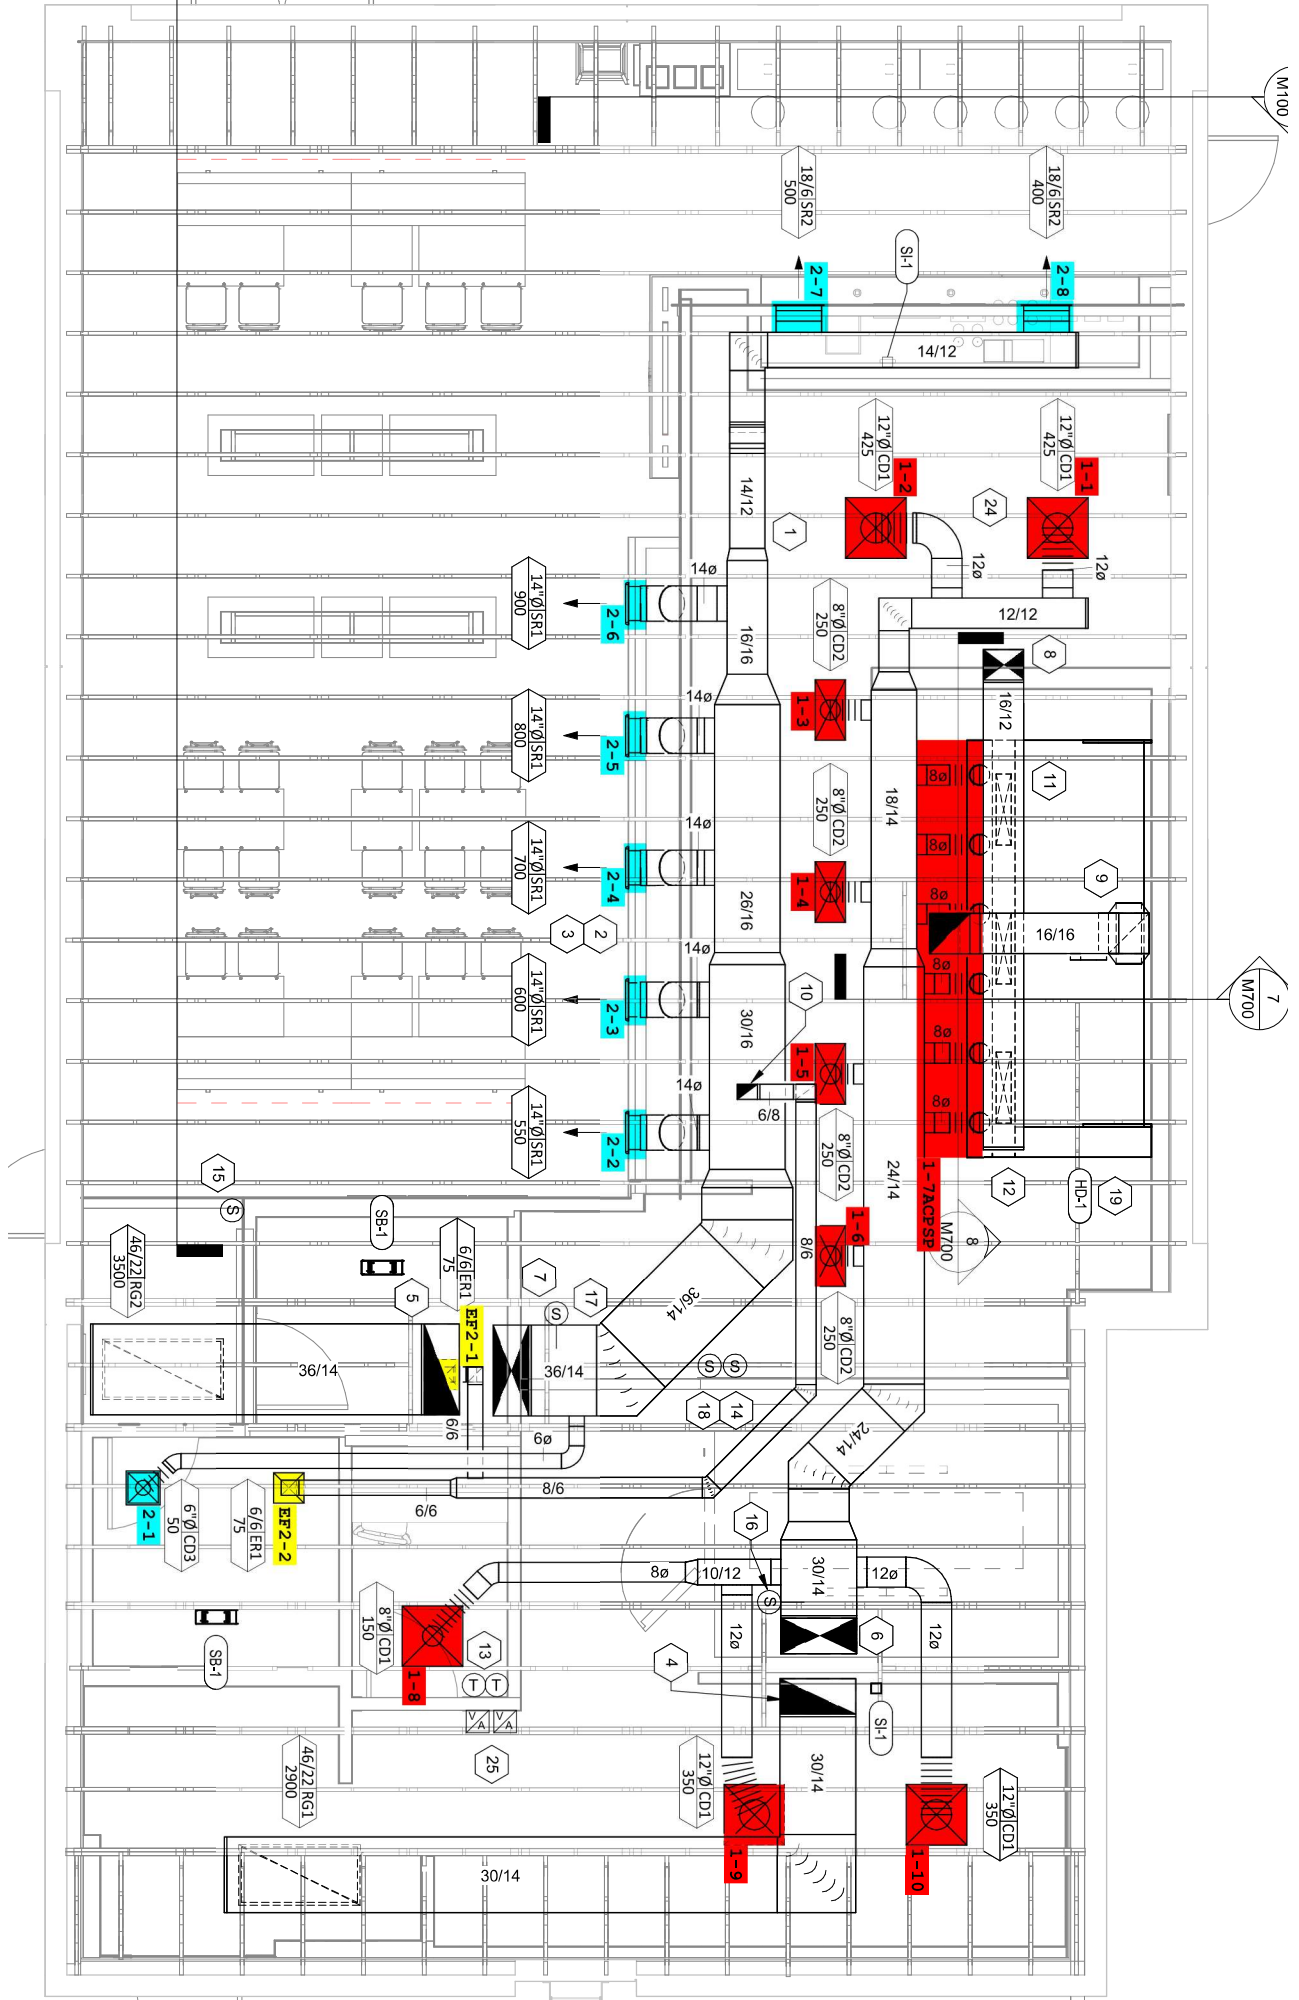 M100
18/6 SR2
500
18/6 SR2
400
SI-1
2-7
2-8
14/12
12"Ø CD1
425
12"Ø CD1
425
1-2
1-1
24
14/12
1
12ø
12ø
14ø
14"Ø SR1
900
2-6
8"Ø CD2
250
12/12
16/16
8
14ø
1-3
16/12
14"Ø SR1
800
2-5
8ø
11
8"Ø CD2
250
18/14
14ø
8ø
14"Ø SR1
700
2-4
1-4
8ø
9
26/16
3
2
16/16
14ø
8ø
10
7
M700
14"Ø SR1
600
2-3
30/16
8ø
1-5
14ø
6/8
8ø
14"Ø SR1
550
2-2
8"Ø CD2
250
24/14
1-7ACPSP
12
HD-1
19
15
S
SB-1
46/22 RG2
3500
6/6 ER1
75
7
1-6
8/6
8
M700
5
17
S
36/14
EF2-1
8"Ø CD2
250
36/14
36/14
S
S
18
14
6/6
6ø
24/14
8/6
6/6
2-1
6"Ø CD3
50
6/6 ER1
75
EF2-2
16
8ø
10/12
30/14
12ø
S
8"Ø CD1
150
12ø
12ø
6
SB-1
13
1-8
T
T
4
SI-1
V
A
V
A
25
46/22 RG1
2900
12"Ø CD1
350
30/14
12"Ø CD1
350
1-9
1-10
30/14